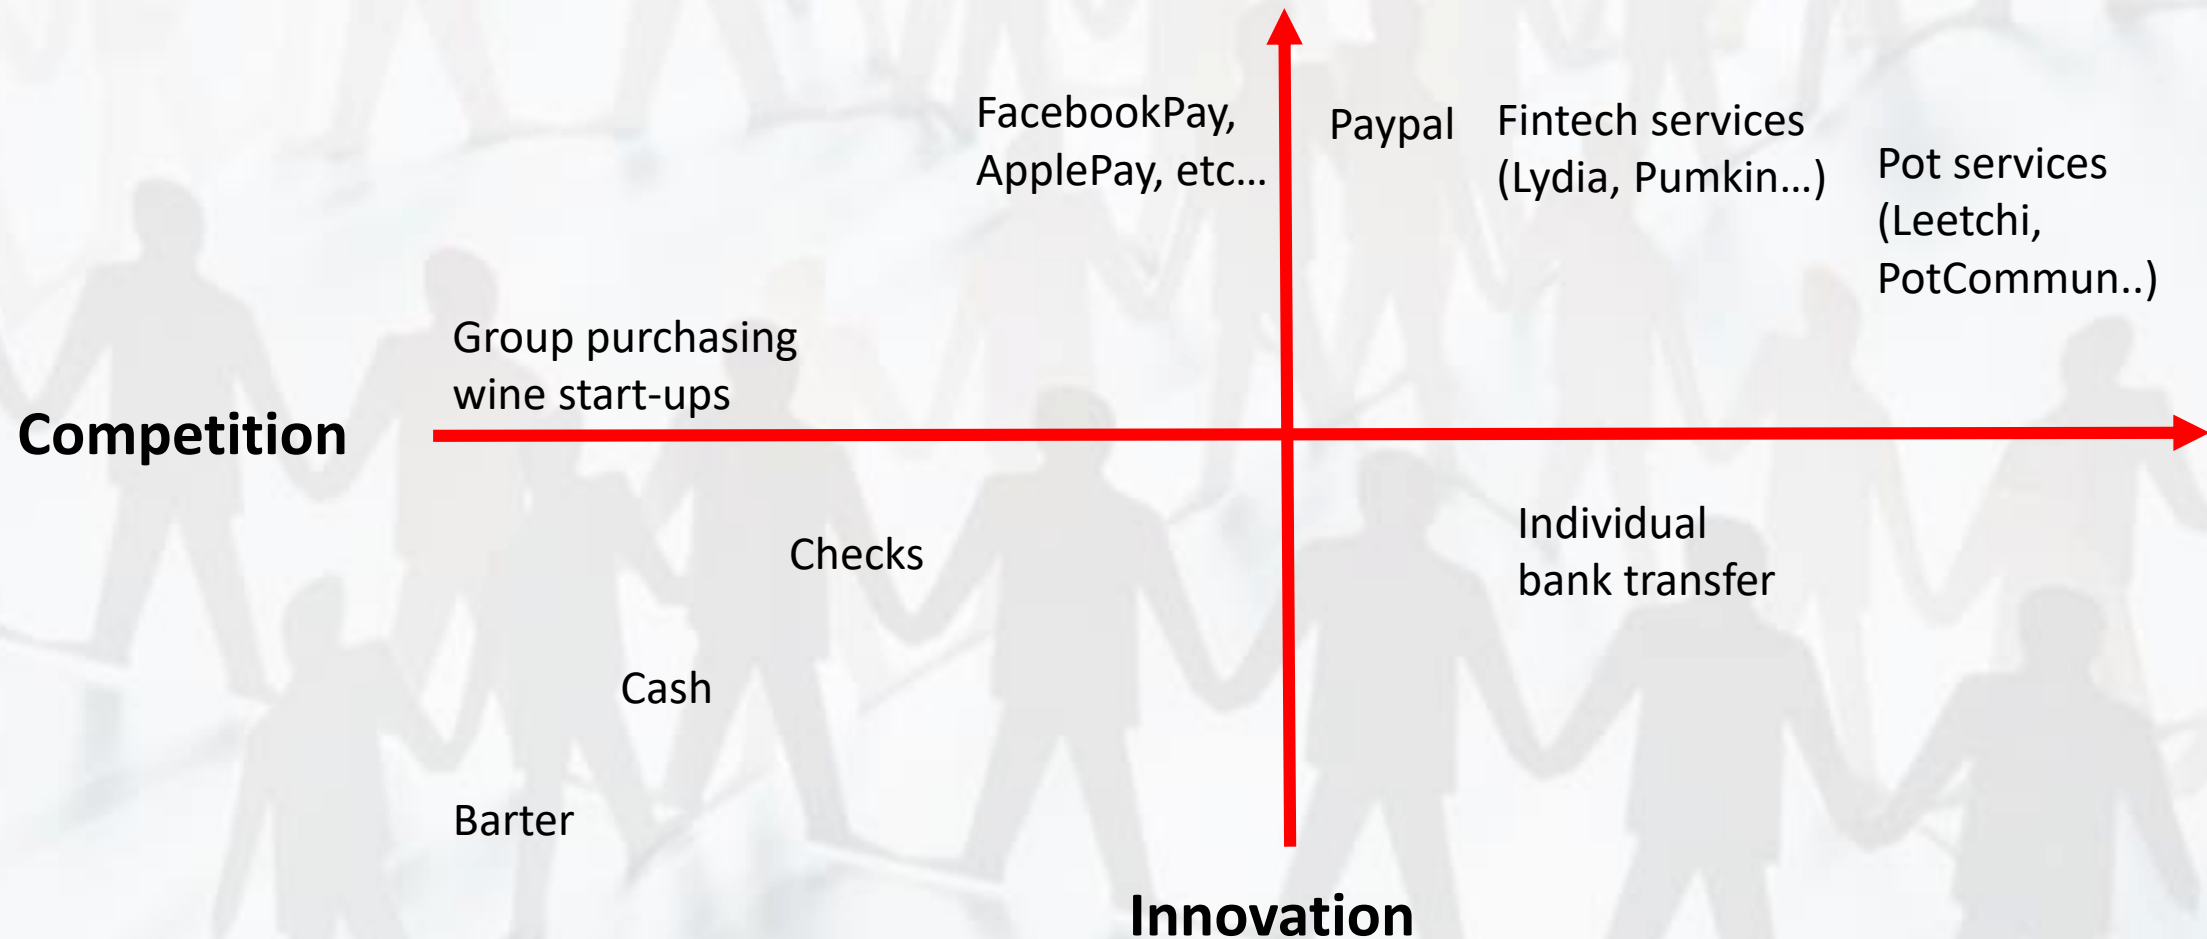 FacebookPay,
ApplePay, etc...
Paypal
Fintech services
(Lydia, Pumkin...)
Pot services
(Leetchi,
PotCommun..)
Group purchasing
wine start-ups
Competition
Checks
Individual
bank transfer
Cash
Barter
Innovation